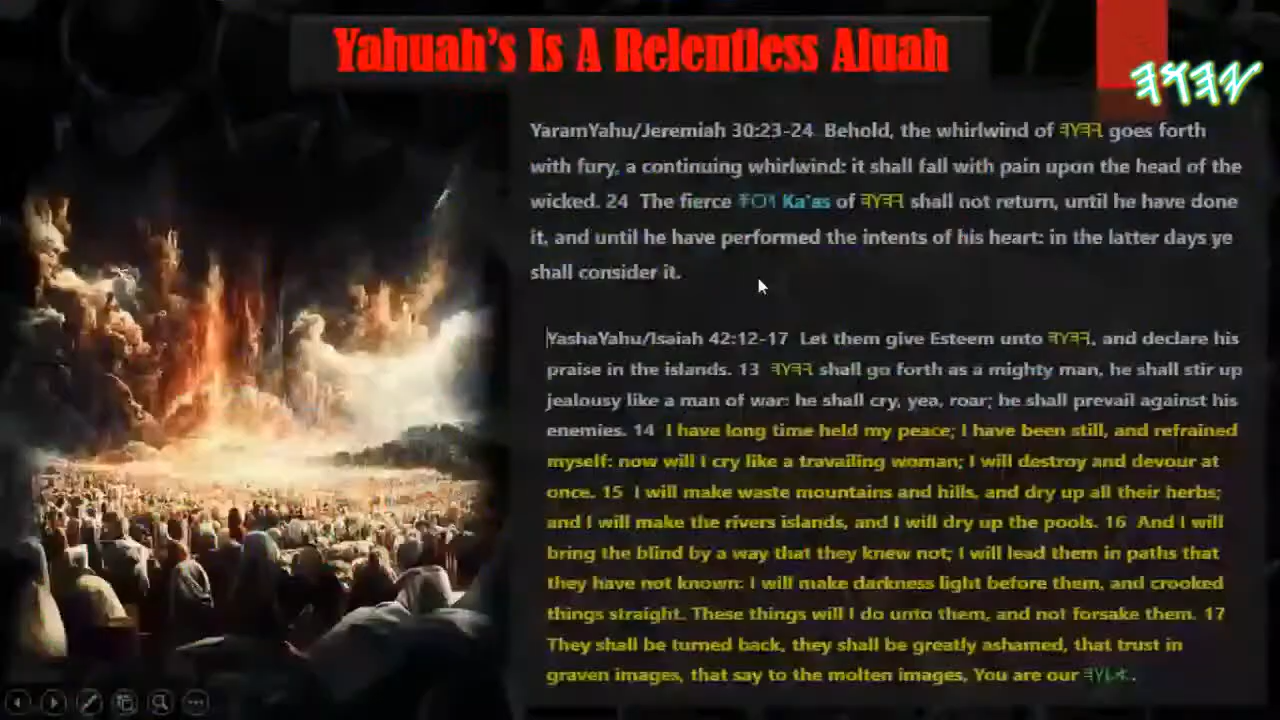 Yahuah's Is A Relentless Aluah
𐤉𐤄𐤅𐤄
YaramYahu/Jeremiah 30:23-24 Behold, the whirlwind of 𐤉𐤄𐤅𐤄 goes forth
with fury, a continuing whirlwind: it shall fall with pain upon the head of the
wicked. 24 The fierce 𐤊𐤏𐤎 Ka'as of 𐤉𐤄𐤅𐤄 shall not return, until he have done
it, and until he have performed the intents of his heart: in the latter days ye
shall consider it.
YashaYahu/Isaiah 42:12-17 Let them give Esteem unto 𐤉𐤄𐤅𐤄, and declare his
praise in the islands. 13 𐤉𐤄𐤅𐤄 shall go forth as a mighty man, he shall stir up
jealousy like a man of war: he shall cry, yea, roar; he shall prevail against his
enemies. 14 I have long time held my peace; I have been still, and refrained
myself: now will I cry like a travailing woman; I will destroy and devour at
once. 15 I will make waste mountains and hills, and dry up all their herbs;
and I will make the rivers islands, and I will dry up the pools. 16 And I will
bring the blind by a way that they knew not; I will lead them in paths that
they have not known: I will make darkness light before them, and crooked
things straight. These things will I do unto them, and not forsake them. 17
They shall be turned back, they shall be greatly ashamed, that trust in
graven images, that say to the molten images, You are our 𐤀𐤋𐤅𐤄.